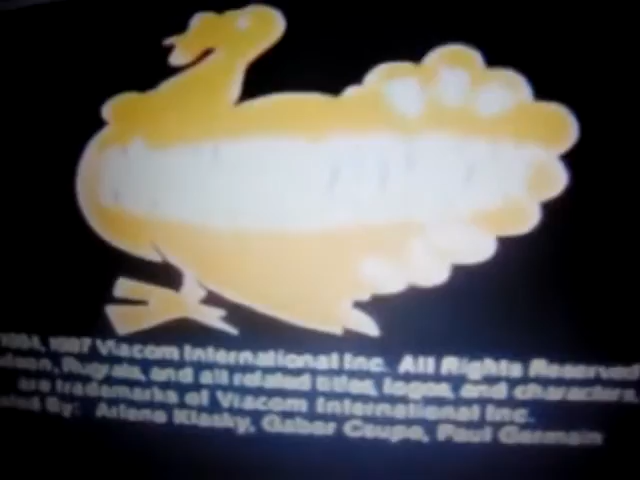 1994, 1997 Viacom International Inc. All Rights Reserved
Rugrats, and all related titles, logos, and characters,
are trademarks of Viacom International Inc.
By: Arlene Klasky, Gabor Csupo, Paul Germain